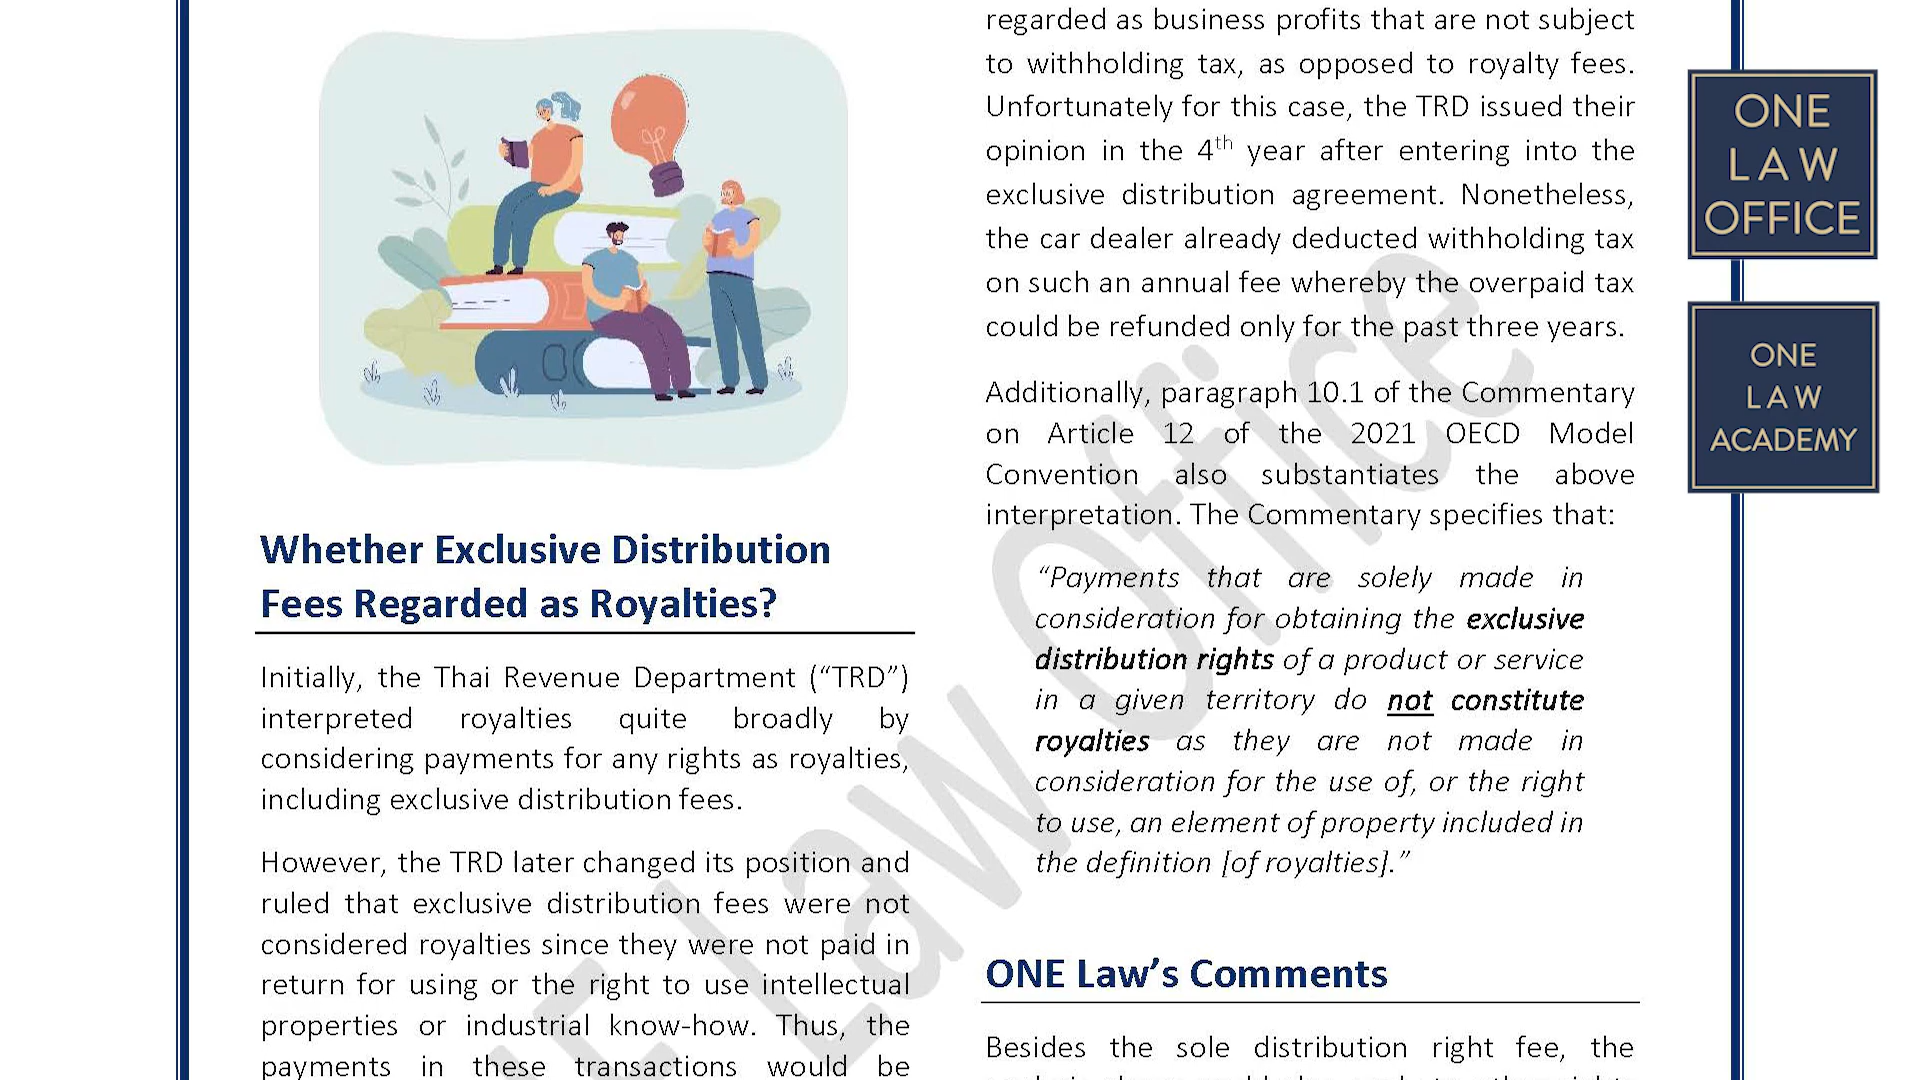 Whether Exclusive Distribution
Fees Regarded as Royalties?
Initially, the Thai Revenue Department (“TRD”)
interpreted royalties quite broadly by
considering payments for any rights as royalties,
including exclusive distribution fees.
However, the TRD later changed its position and
ruled that exclusive distribution fees were not
considered royalties since they were not paid in
return for using or the right to use intellectual
properties or industrial know-how. Thus, the
payments in these transactions would be
regarded as business profits that are not subject
to withholding tax, as opposed to royalty fees.
Unfortunately for this case, the TRD issued their
opinion in the 4th year after entering into the
exclusive distribution agreement. Nonetheless,
the car dealer already deducted withholding tax
on such an annual fee whereby the overpaid tax
could be refunded only for the past three years.
Additionally, paragraph 10.1 of the Commentary
on Article 12 of the 2021 OECD Model
Convention also substantiates the above
interpretation. The Commentary specifies that:
“Payments that are solely made in
consideration for obtaining the exclusive
distribution rights of a product or service
in a given territory do not constitute
royalties as they are not made in
consideration for the use of, or the right
to use, an element of property included in
the definition [of royalties].”
ONE Law’s Comments
Besides the sole distribution right fee, the
ONE
LAW
OFFICE
ONE
LAW
ACADEMY
Law Office